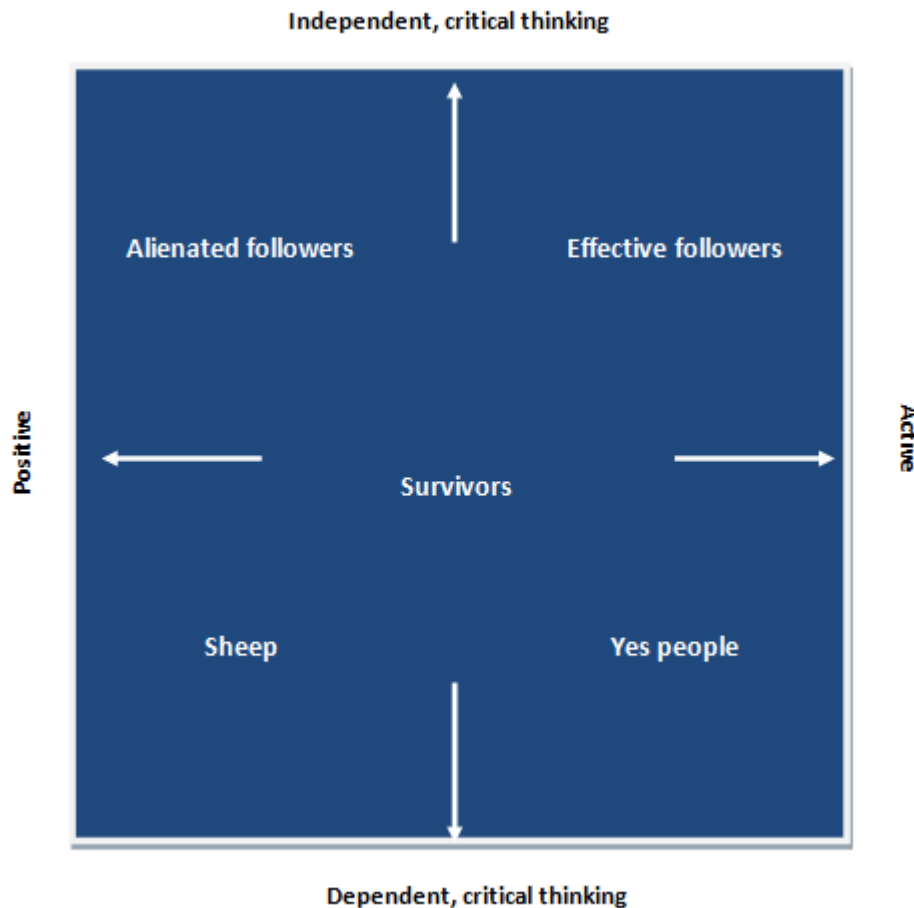 Independent, critical thinking
Alienated followers
Effective followers
Positive
Active
Survivors
Sheep
Yes people
Dependent, critical thinking